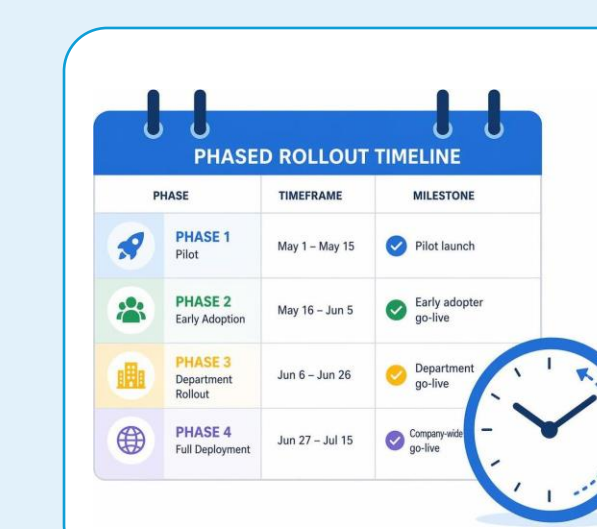 PHASED ROLLOUT TIMELINE
PHASE TIMEFRAME MILESTONE
PHASE 1
Pilot
May 1 – May 15
Pilot launch
PHASE 2
Early Adoption
May 16 – Jun 5
Early adopter
go-live
PHASE 3
Department
Rollout
Jun 6 – Jun 26
Department
go-live
PHASE 4
Full Deployment
Jun 27 – Jul 15
Company-wide
go-live